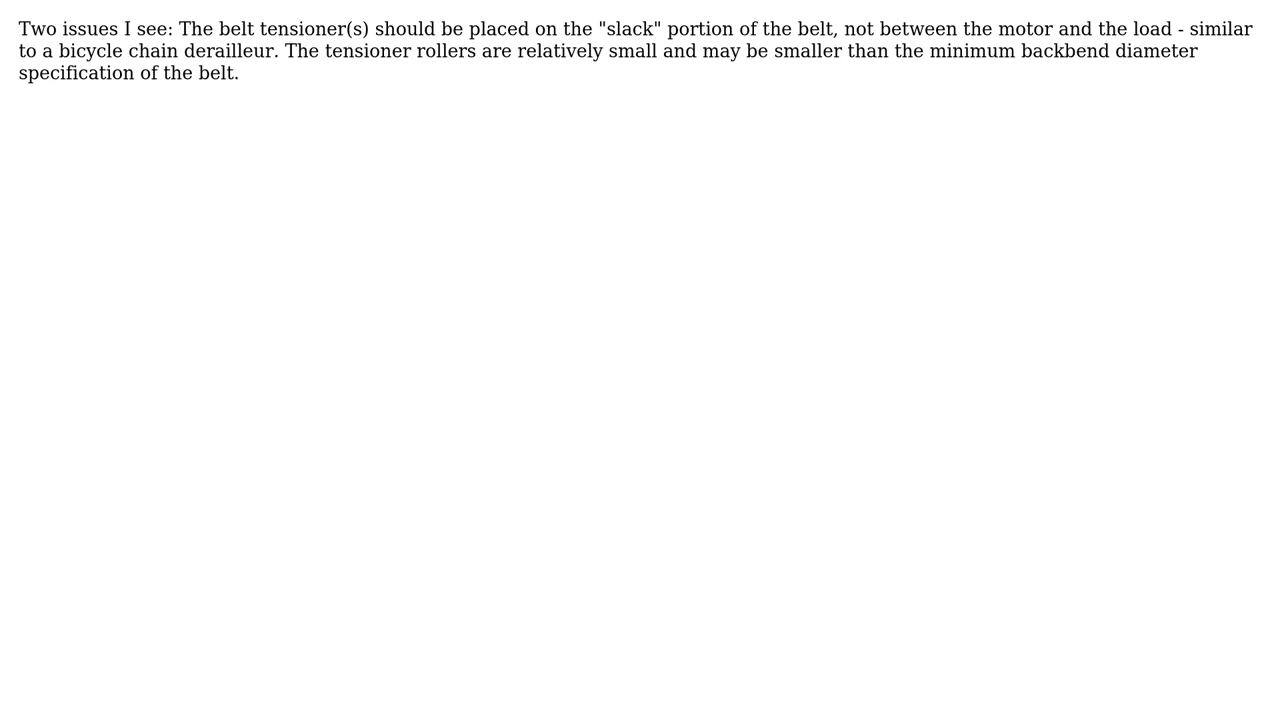 Two issues I see: The belt tensioner(s) should be placed on the "slack" portion of the belt, not between the motor and the load - similar
to a bicycle chain derailleur. The tensioner rollers are relatively small and may be smaller than the minimum backbend diameter
specification of the belt.